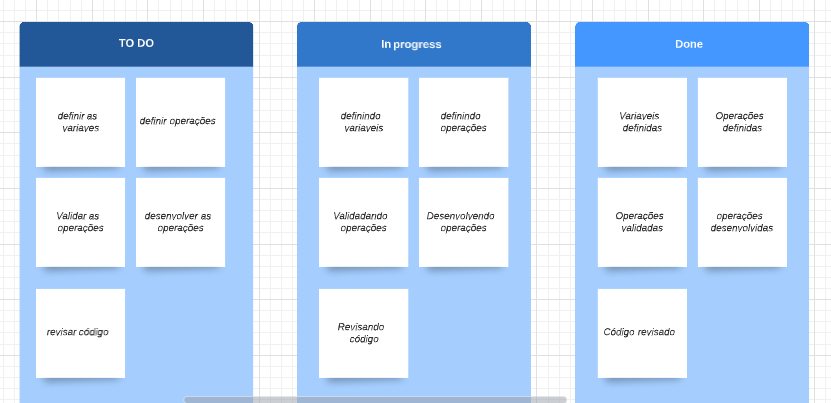 TO DO
definir as
variaves
definir operações
Validar as
operações
desenvolver as
operações
revisar código
In progress
definindo
variaveis
definindo
operações
Validadando
operações
Desenvolvendo
operações
Revisando
código
Done
Variaveis
definidas
Operações
definidas
Operações
validadas
operações
desenvolvidas
Código revisado